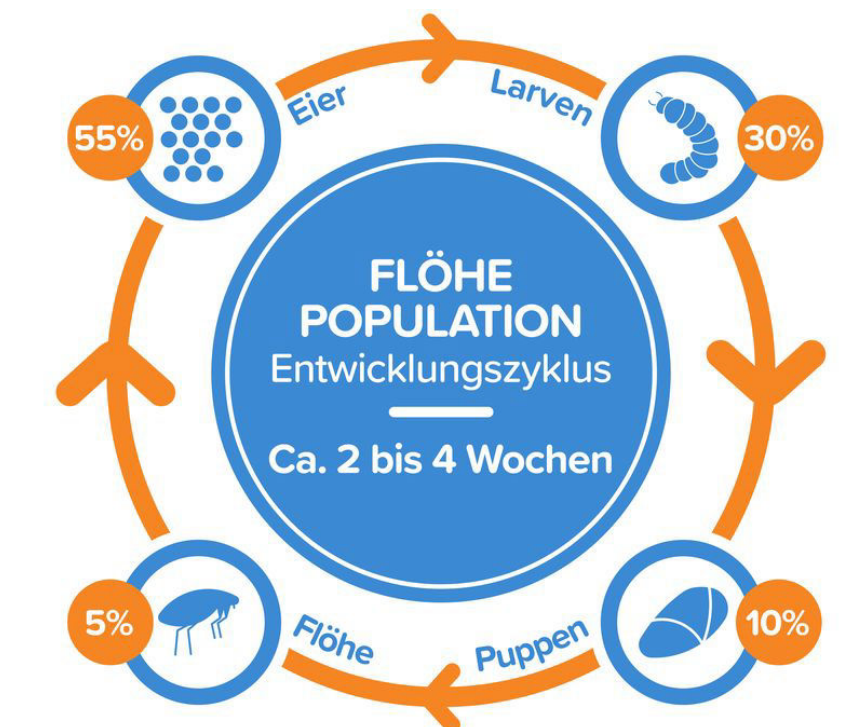 55%
Eier
Larven
30%
FLÖHE
POPULATION
Entwicklungszyklus
Ca. 2 bis 4 Wochen
5%
Flöhe
Puppen
10%